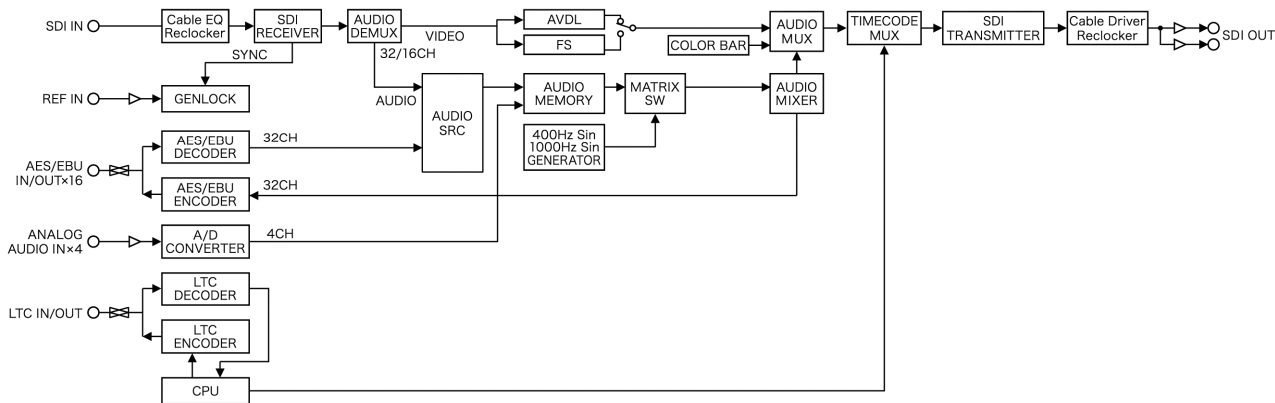 SDI IN
Cable EQ
Reclocker
SDI
RECEIVER
AUDIO
DEMUX
VIDEO
AVDL
FS
COLOR BAR
AUDIO
MUX
TIMECODE
MUX
SDI
TRANSMITTER
Cable Driver
Reclocker
SDI OUT
SYNC
32/16CH
REF IN
GENLOCK
AUDIO
AUDIO
SRC
AUDIO
MEMORY
MATRIX
SW
AUDIO
MIXER
400Hz Sin
1000Hz Sin
GENERATOR
AES/EBU
IN/OUT×16
AES/EBU
DECODER
32CH
AES/EBU
ENCODER
32CH
ANALOG
AUDIO IN×4
A/D
CONVERTER
4CH
LTC IN/OUT
LTC
DECODER
LTC
ENCODER
CPU